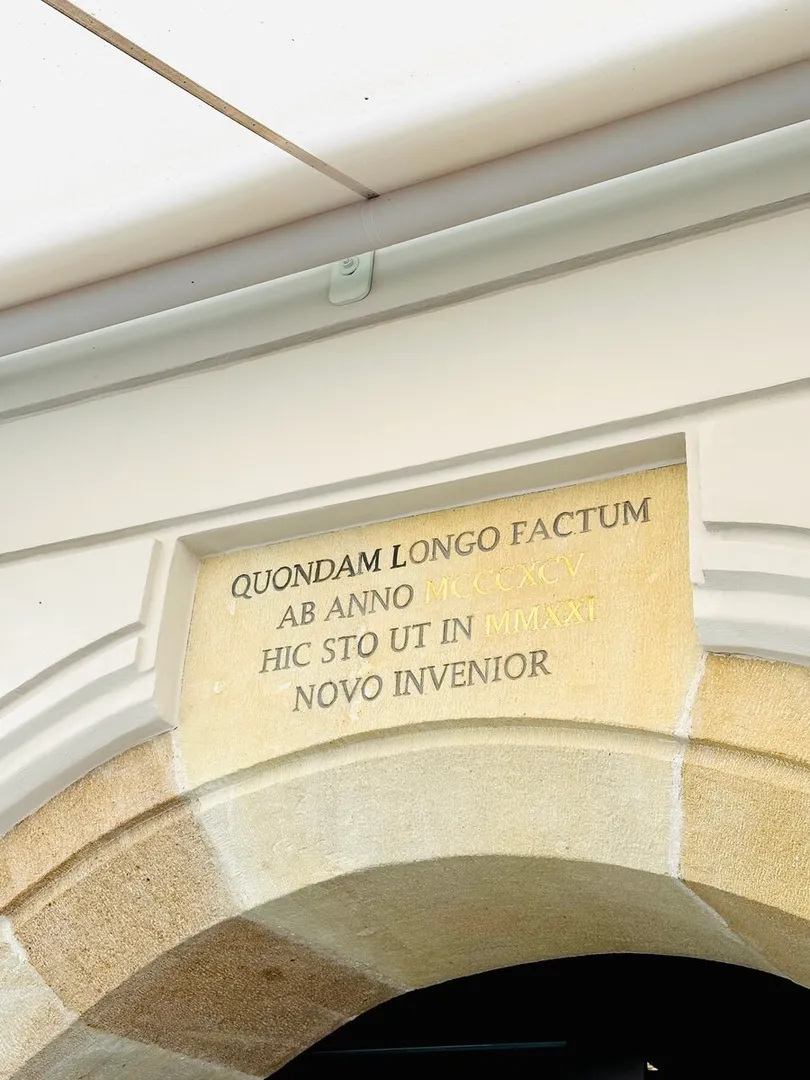 QUONDAM LONGO FACTUM
AB ANNO MCCCXCV
HIC STO UT IN MMXXI
NOVO INVENIOR